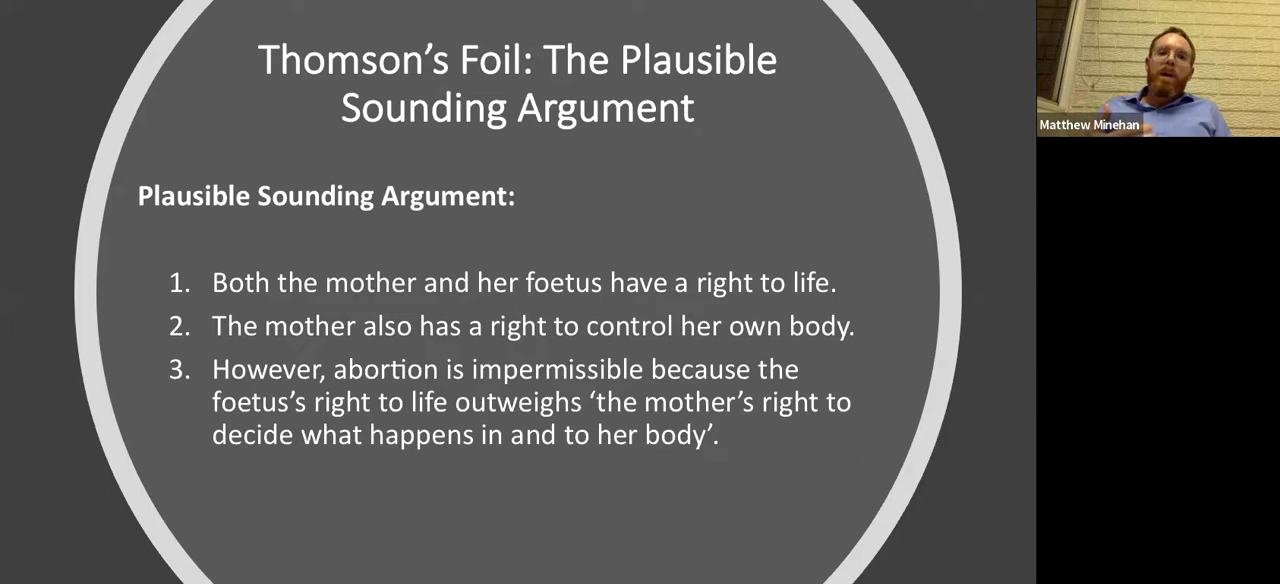 Thomson’s Foil: The Plausible
Sounding Argument
Plausible Sounding Argument:
1. Both the mother and her foetus have a right to life.
2. The mother also has a right to control her own body.
3. However, abortion is impermissible because the
foetus’s right to life outweighs ‘the mother’s right to
decide what happens in and to her body’.
Matthew Minehan